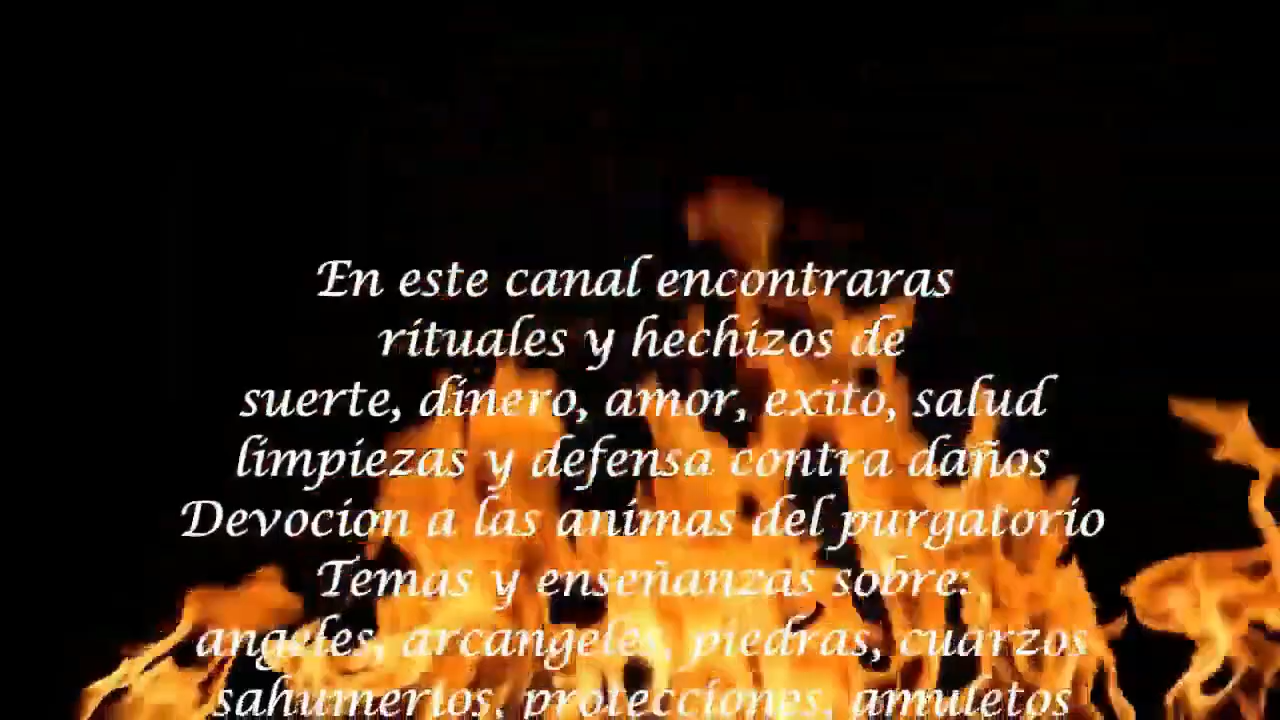 En este canal encontraras
rituales y hechizos de
suerte, dinero, amor, exito, salud
limpiezas y defensa contra daños
Devocion a las animas del purgatorio
Temas y enseñanzas sobre:
angeles, arcangeles, piedras, cuarzos
sahumerios, protecciones, amuletos